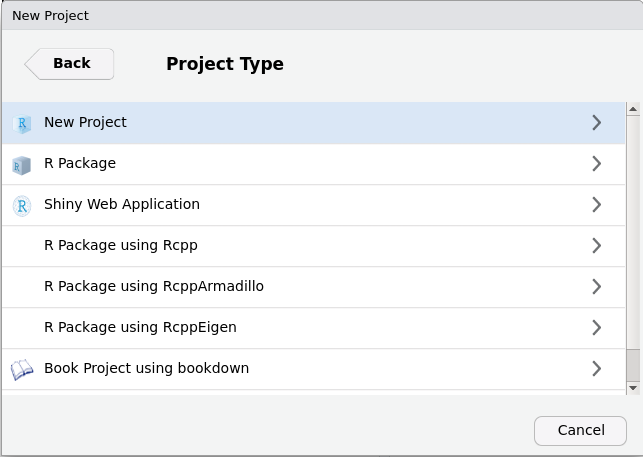 New Project
Back
Project Type
New Project
R Package
Shiny Web Application
R Package using Rcpp
R Package using RcppArmadillo
R Package using RcppEigen
Book Project using bookdown
Cancel